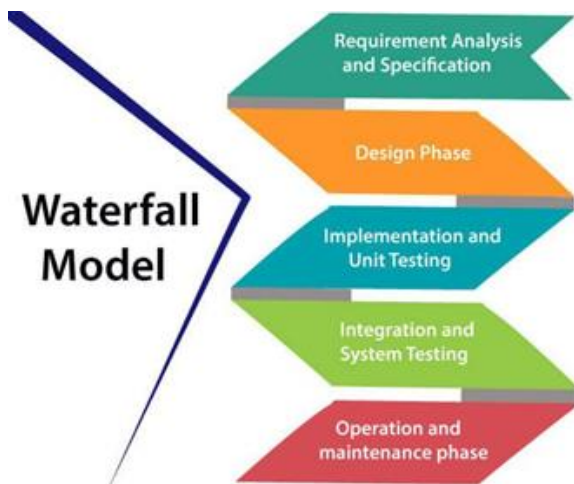 Waterfall
Model
Requirement Analysis
and Specification
Design Phase
Implementation and
Unit Testing
Integration and
System Testing
Operation and
maintenance phase